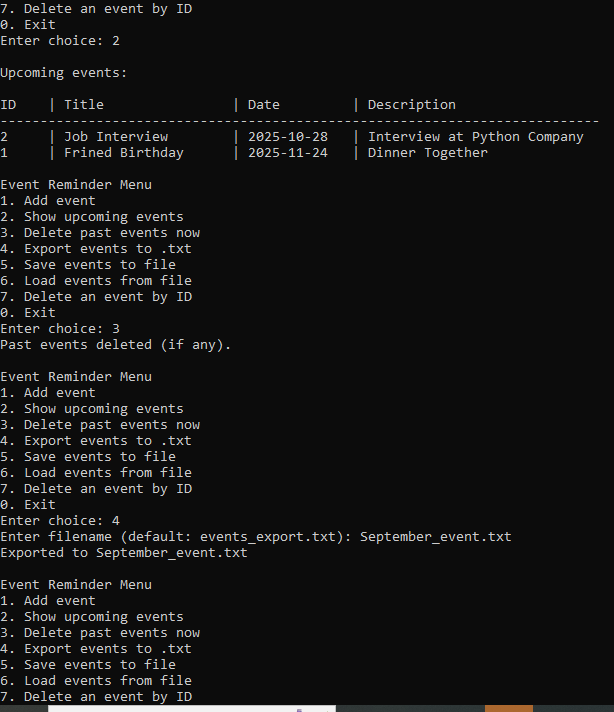 7. Delete an event by ID
0. Exit
Enter choice: 2
Upcoming events:
ID    | Title                | Date         | Description
---------------------------------------------------------------------------
2     | Job Interview        | 2025-10-28   | Interview at Python Company
1     | Frined Birthday      | 2025-11-24   | Dinner Together
Event Reminder Menu
1. Add event
2. Show upcoming events
3. Delete past events now
4. Export events to .txt
5. Save events to file
6. Load events from file
7. Delete an event by ID
0. Exit
Enter choice: 3
Past events deleted (if any).
Event Reminder Menu
1. Add event
2. Show upcoming events
3. Delete past events now
4. Export events to .txt
5. Save events to file
6. Load events from file
7. Delete an event by ID
0. Exit
Enter choice: 4
Enter filename (default: events_export.txt): September_event.txt
Exported to September_event.txt
Event Reminder Menu
1. Add event
2. Show upcoming events
3. Delete past events now
4. Export events to .txt
5. Save events to file
6. Load events from file
7. Delete an event by ID